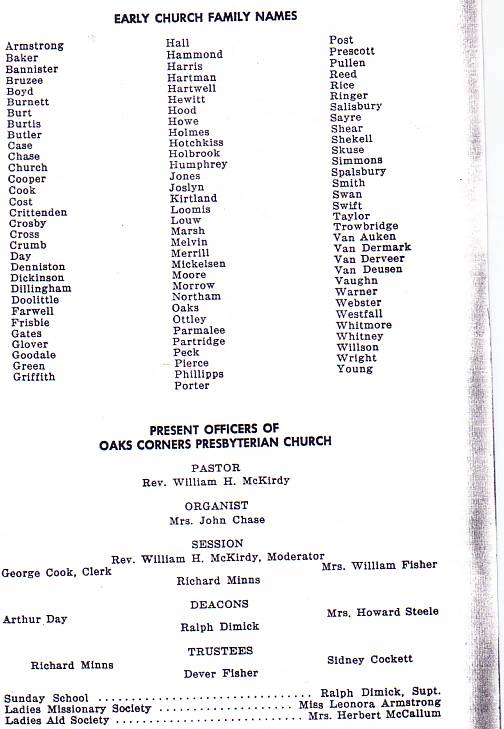 EARLY CHURCH FAMILY NAMES
Armstrong
Baker
Bannister
Bruzee
Boyd
Burnett
Burt
Burtis
Butler
Case
Chase
Church
Cooper
Cook
Cost
Crittenden
Crosby
Cross
Crumb
Day
Denniston
Dickinson
Dillingham
Doolittle
Farwell
Frisbie
Gates
Glover
Goodale
Green
Griffith
Hall
Hammond
Harris
Hartman
Hartwell
Hewitt
Hood
Howe
Holmes
Hotchkiss
Holbrook
Humphrey
Jones
Joslyn
Kirtland
Loomis
Louw
Marsh
Melvin
Merrill
Mickelsen
Moore
Morrow
Northam
Oaks
Ottley
Parmalee
Partridge
Peck
Pierce
Phillipps
Porter
Post
Prescott
Pullen
Reed
Rice
Ringer
Salisbury
Sayre
Shear
Shekell
Skuse
Simmons
Spalsbury
Smith
Swan
Swift
Taylor
Trowbridge
Van Auken
Van Dermark
Van Derveer
Van Deusen
Vaughn
Warner
Webster
Westfall
Whitmore
Whitney
Willson
Wright
Young
PRESENT OFFICERS OF
OAKS CORNERS PRESBYTERIAN CHURCH
PASTOR
Rev. William H. McKirdy
ORGANIST
Mrs. John Chase
SESSION
Rev. William H. McKirdy, Moderator
George Cook, Clerk Mrs. William Fisher
Richard Minns
DEACONS
Arthur Day Mrs. Howard Steele
Ralph Dimick
TRUSTEES
Richard Minns Sidney Cockett
Dever Fisher
Sunday School ................................ Ralph Dimick, Supt.
Ladies Missionary Society .................... Miss Leonora Armstrong
Ladies Aid Society ............................ Mrs. Herbert McCallum